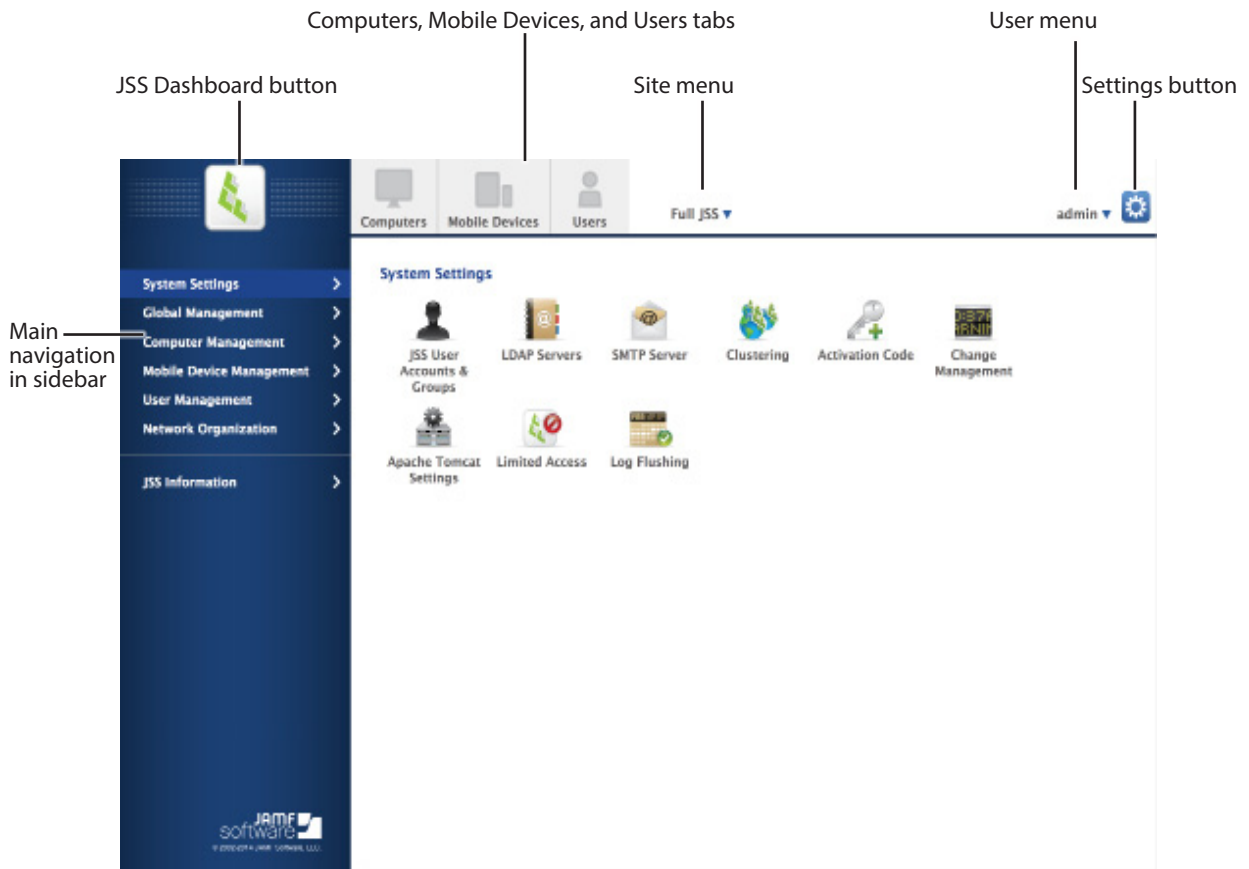 Computers, Mobile Devices, and Users tabs
User menu
JSS Dashboard button
Site menu
Settings button
Computers
Mobile Devices
Users
Full JSS
admin
System Settings
Global Management
Computer Management
Mobile Device Management
User Management
Network Organization
JSS Information
Main
navigation
in sidebar
System Settings
JSS User
Accounts &
Groups
LDAP Servers
SMTP Server
Clustering
Activation Code
Change
Management
Apache Tomcat
Settings
Limited Access
Log Flushing
JAMF
software